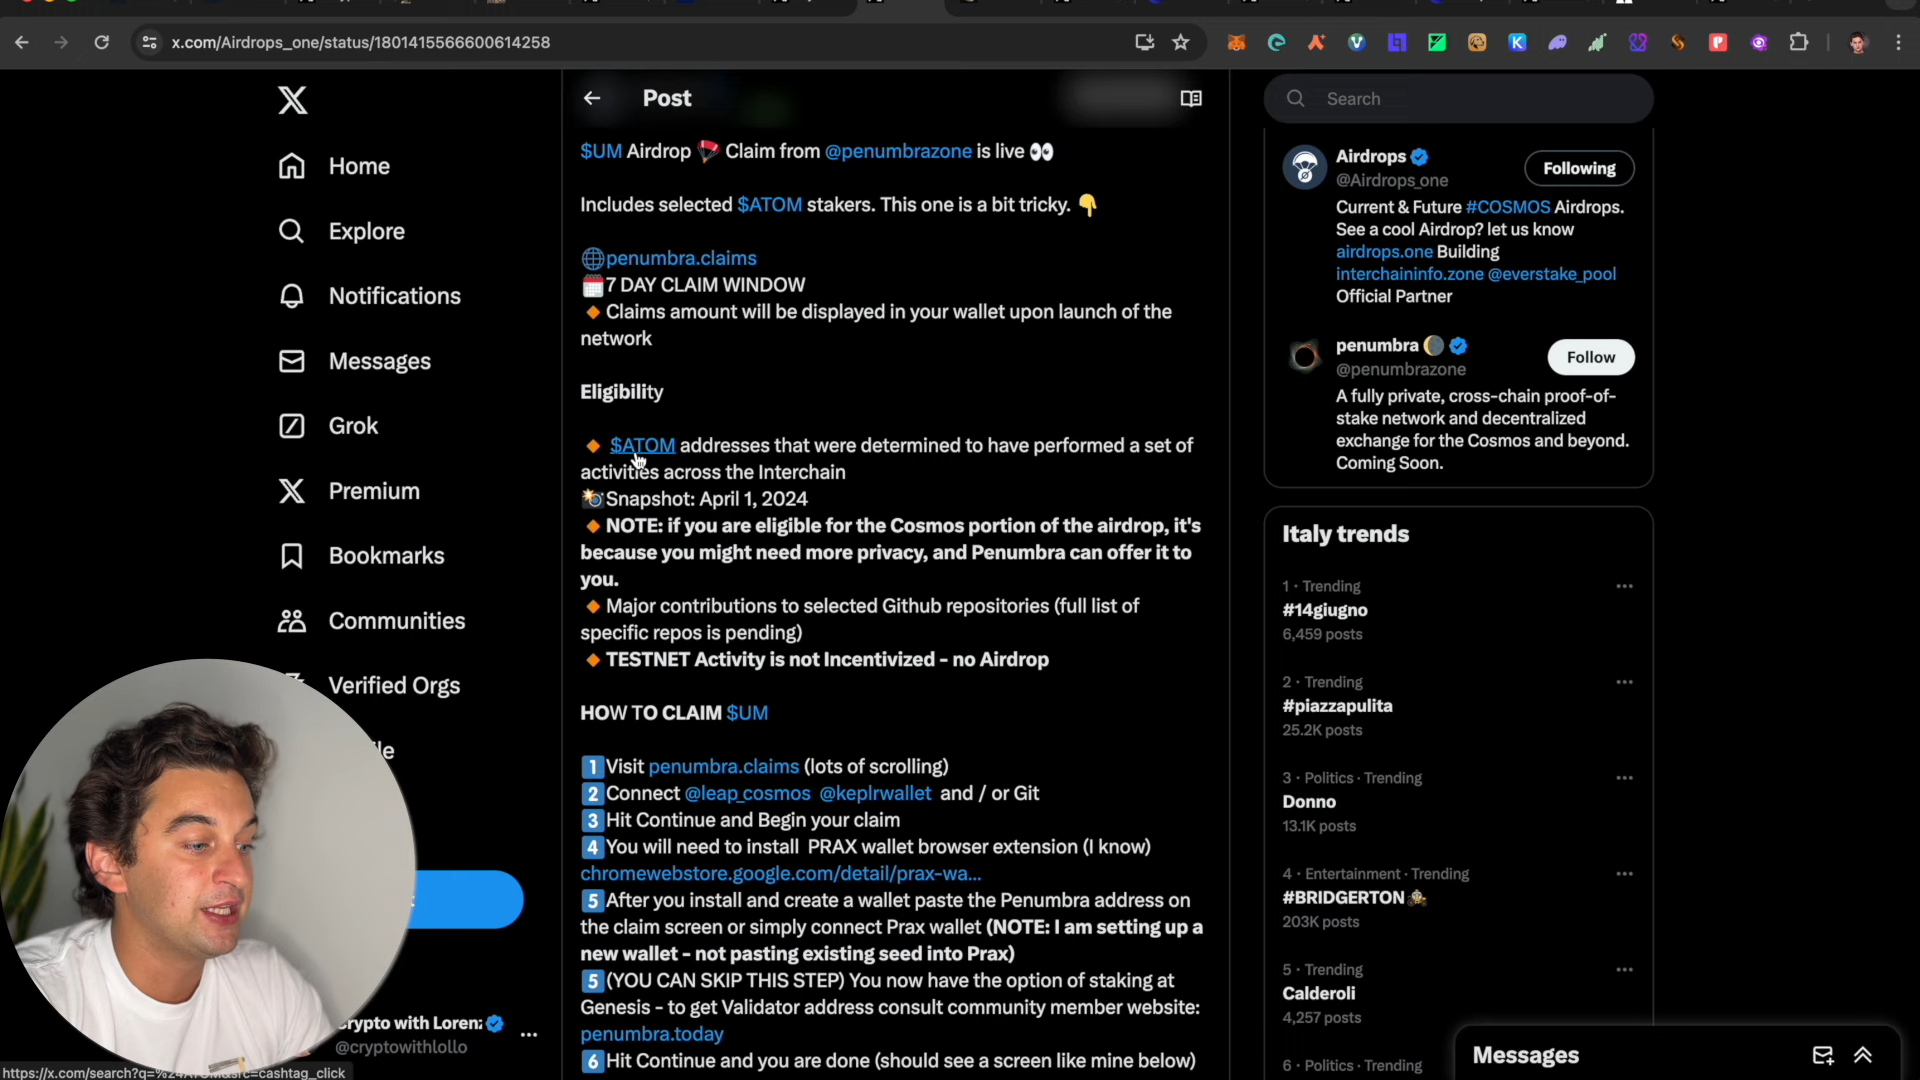 x.com/Airdrops_one/status/1801415566600614258
Home
Explore
Notifications
Messages
Grok
Premium
Bookmarks
Communities
Verified Orgs
Crypto with Lorenz
@cryptowithlollo
https://x.com/search?q=%24ATOM&src=cashtag_click
Post
$UM Airdrop 🪂 Claim from @penumbrazone is live 👀
Includes selected $ATOM stakers. This one is a bit tricky. 👇
🌐penumbra.claims
🗓️7 DAY CLAIM WINDOW
🔸Claims amount will be displayed in your wallet upon launch of the
network
Eligibility
🔸 $ATOM addresses that were determined to have performed a set of
activities across the Interchain
📸Snapshot: April 1, 2024
🔸NOTE: if you are eligible for the Cosmos portion of the airdrop, it's
because you might need more privacy, and Penumbra can offer it to
you.
🔸Major contributions to selected Github repositories (full list of
specific repos is pending)
🔸TESTNET Activity is not Incentivized - no Airdrop
HOW TO CLAIM $UM
1️⃣Visit penumbra.claims (lots of scrolling)
2️⃣Connect @leap_cosmos @keplrwallet and / or Git
3️⃣Hit Continue and Begin your claim
4️⃣You will need to install PRAX wallet browser extension (I know)
chromewebstore.google.com/detail/prax-wa...
5️⃣After you install and create a wallet paste the Penumbra address on
the claim screen or simply connect Prax wallet (NOTE: I am setting up a
new wallet - not pasting existing seed into Prax)
5️⃣(YOU CAN SKIP THIS STEP) You now have the option of staking at
Genesis - to get Validator address consult community member website:
penumbra.today
6️⃣Hit Continue and you are done (should see a screen like mine below)
Search
Airdrops
@Airdrops_one
Following
Current & Future #COSMOS Airdrops.
See a cool Airdrop? let us know
airdrops.one Building
interchaininfo.zone @everstake_pool
Official Partner
penumbra 🌘
@penumbrazone
Follow
A fully private, cross-chain proof-of-
stake network and decentralized
exchange for the Cosmos and beyond.
Coming Soon.
Italy trends
1 · Trending
#14giugno
6,459 posts
2 · Trending
#piazzapulita
25.2K posts
3 · Politics · Trending
Donno
13.1K posts
4 · Entertainment · Trending
#BRIDGERTON
203K posts
5 · Trending
Calderoli
4,257 posts
6 · Politics · Trending
Messages